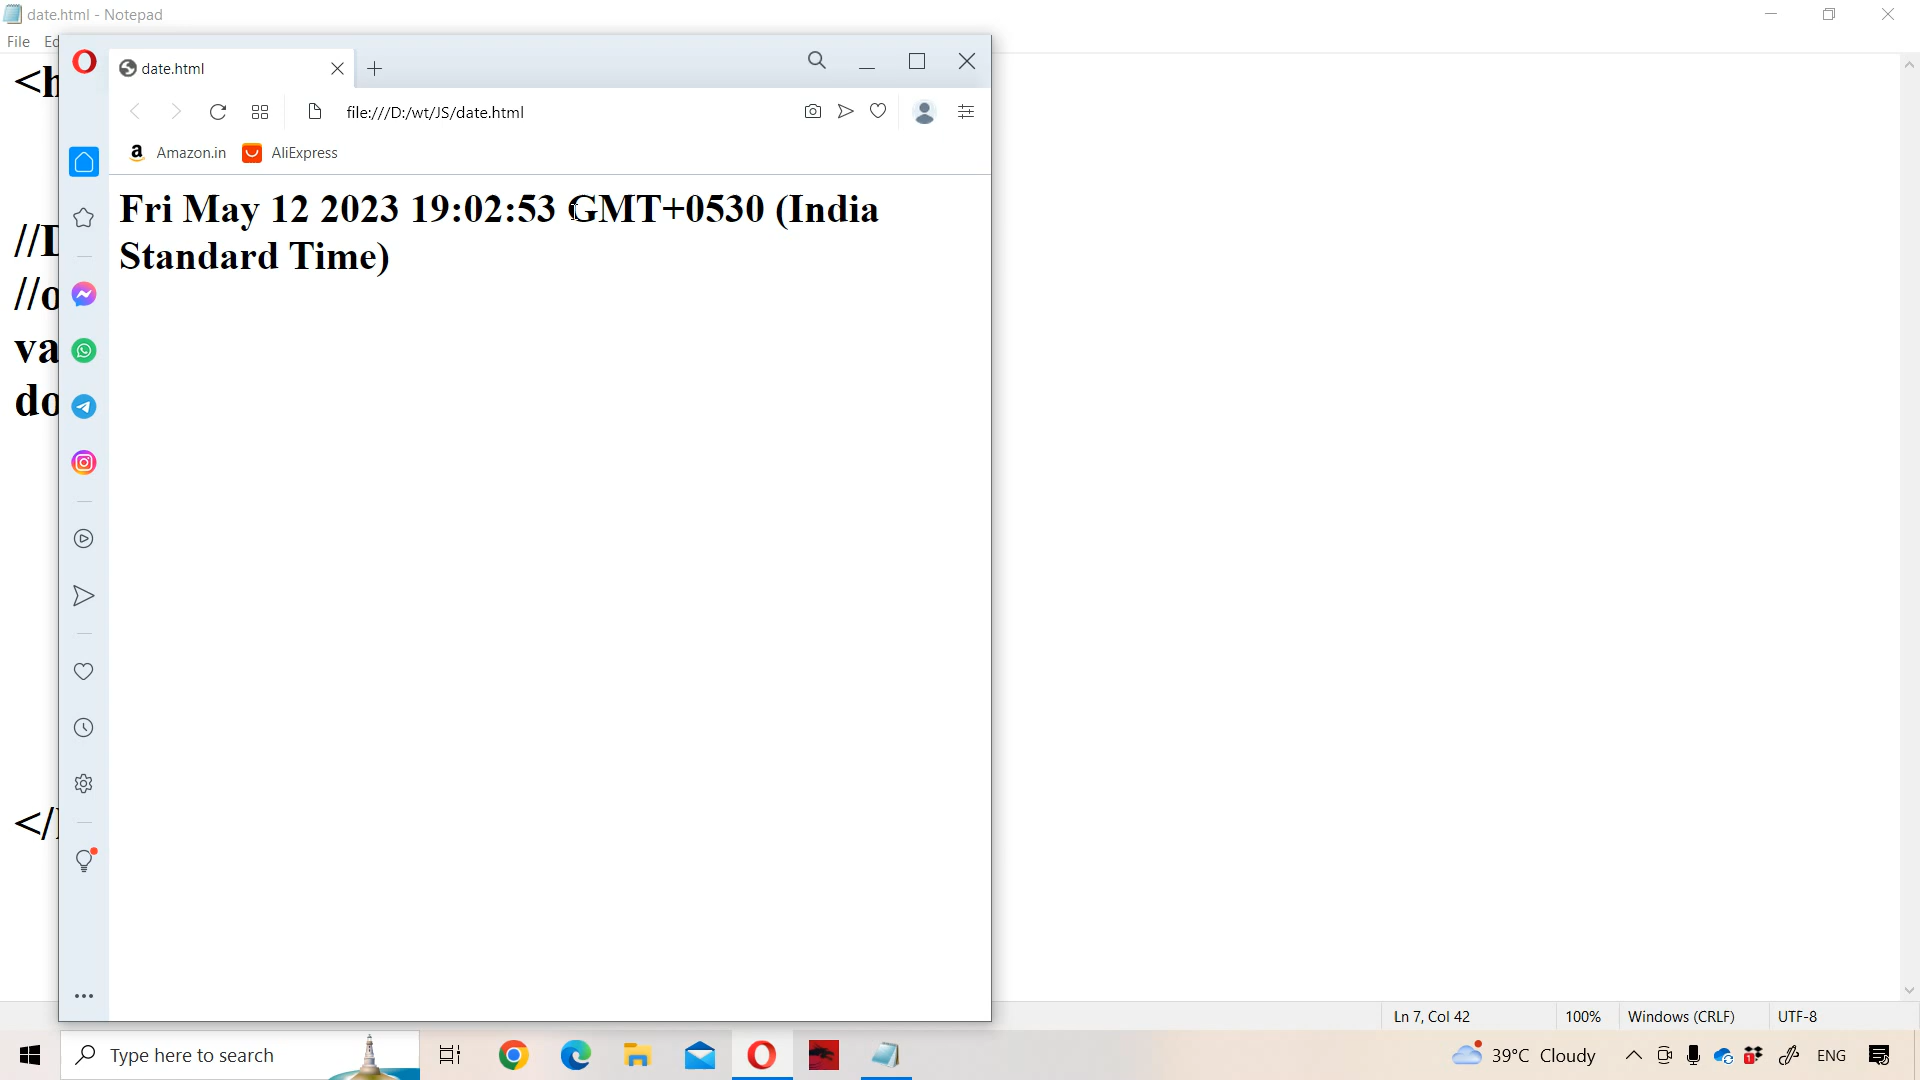 date.html - Notepad
File Ed
<h
//D
//o
va
do
</
date.html
file:///D:/wt/JS/date.html
a Amazon.in AliExpress
Fri May 12 2023 19:02:53 GMT+0530 (India
Standard Time)
Ln 7, Col 42 100% Windows (CRLF) UTF-8
Type here to search
39°C Cloudy
1
ENG